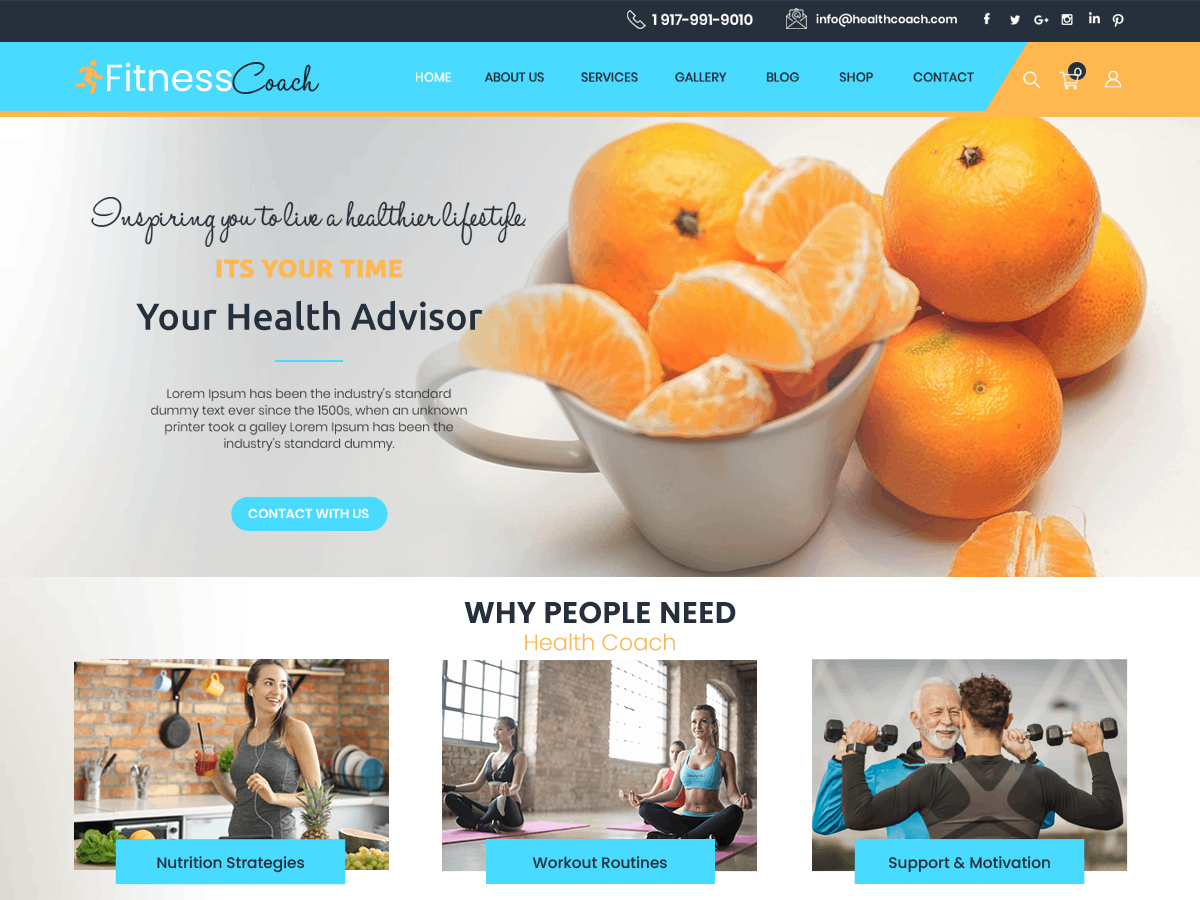 1 917-991-9010 info@healthcoach.com
FitnessCoach HOME ABOUT US SERVICES GALLERY BLOG SHOP CONTACT 0
Inspiring you to live a healthier lifestyle.
ITS YOUR TIME
Your Health Advisor
Lorem Ipsum has been the industry's standard
dummy text ever since the 1500s, when an unknown
printer took a galley Lorem Ipsum has been the
industry's standard dummy.
CONTACT WITH US
WHY PEOPLE NEED
Health Coach
Nutrition Strategies
Workout Routines
Support & Motivation